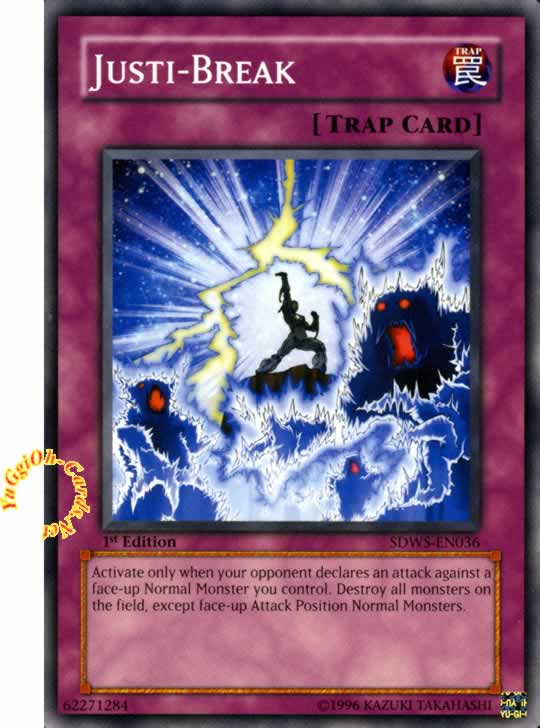 JUSTI-BREAK
TRAP
罠
[TRAP CARD]
YuGgiOh-Cards.Net
1st Edition
SDWS-EN036
Activate only when your opponent declares an attack against a
face-up Normal Monster you control. Destroy all monsters on
the field, except face-up Attack Position Normal Monsters.
62271284
©1996 KAZUKI TAKAHASHI